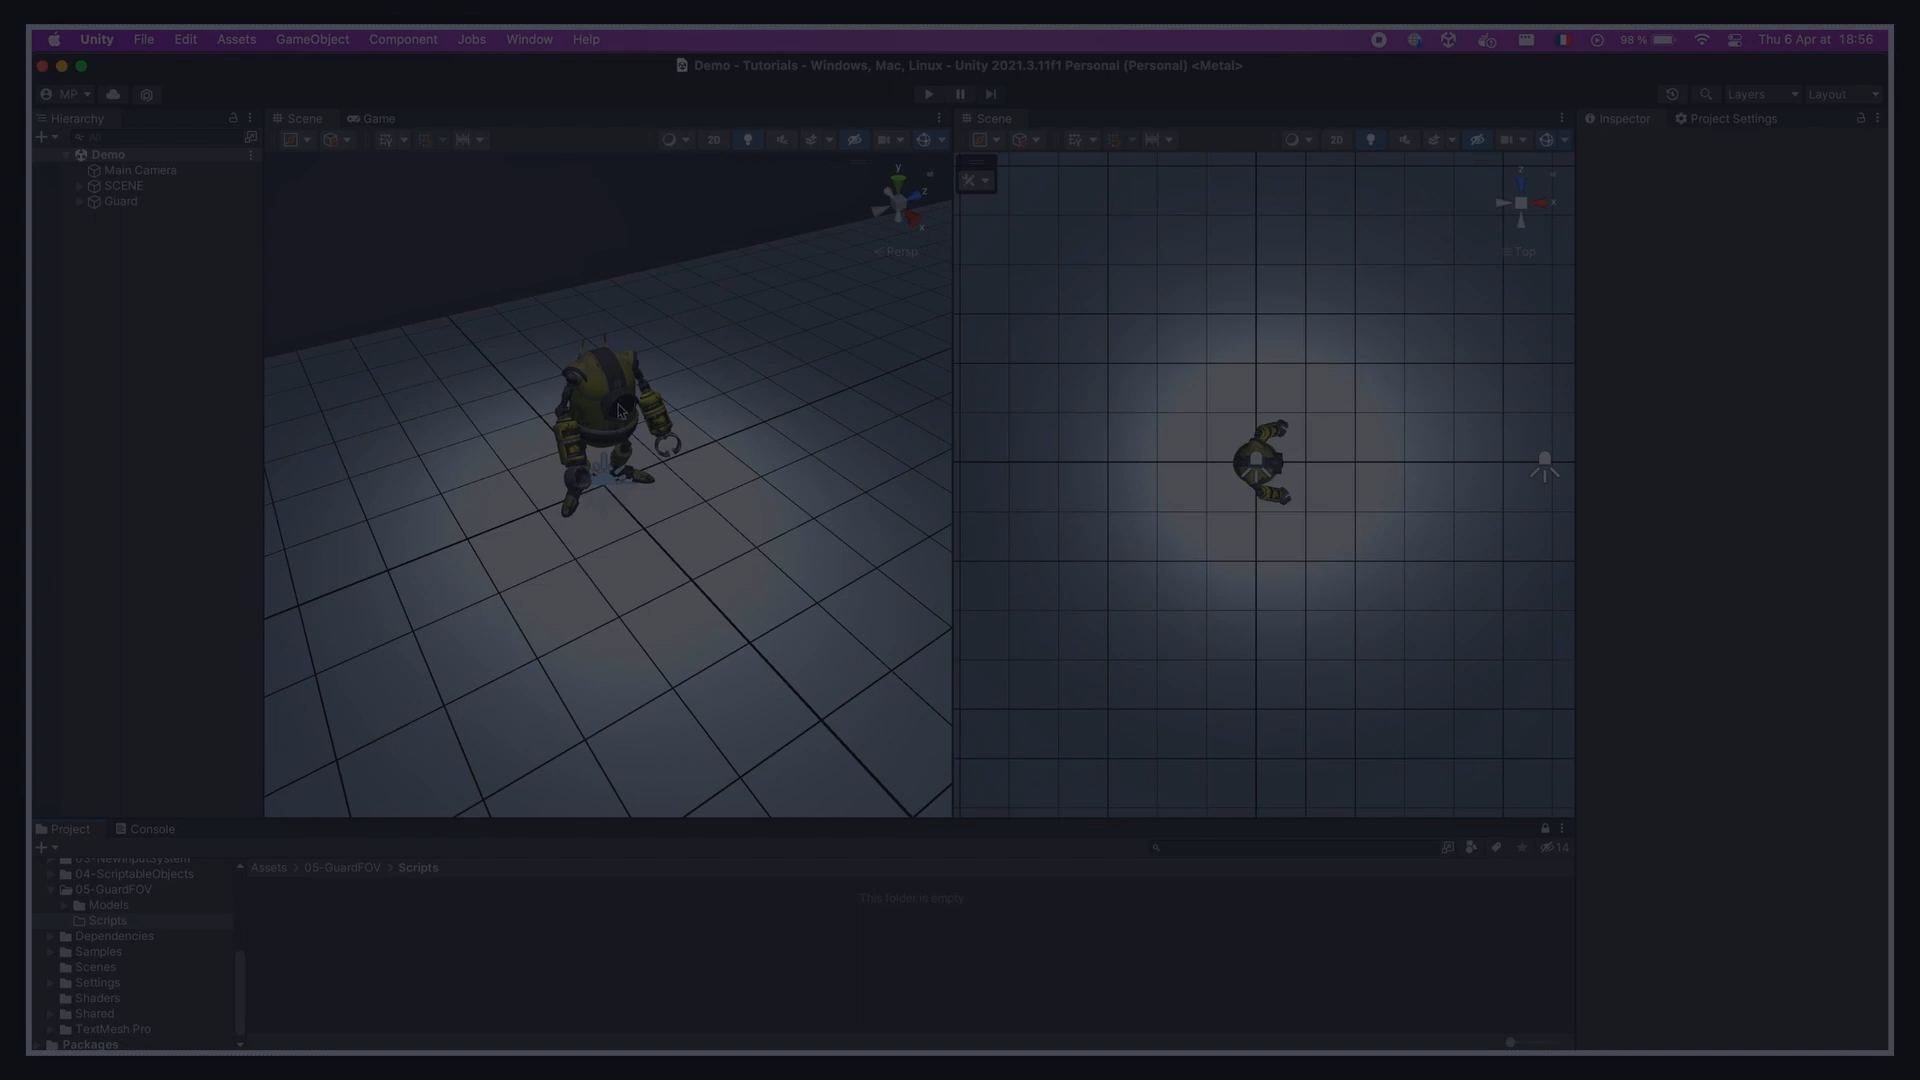 Unity File Edit Assets GameObject Component Jobs Window Help 98 % Thu 6 Apr at 18:56
Demo - Tutorials - Windows, Mac, Linux - Unity 2021.3.11f1 Personal (Personal) <Metal>
MP Layers Layout
Hierarchy Scene Game Scene Inspector Project Settings
All 2D 2D
Demo
Main Camera
SCENE
Guard
y z x Persp
z x Top
Project Console
14
03-NewInputSystem
04-ScriptableObjects
05-GuardFOV
Models
Scripts
Dependencies
Samples
Scenes
Settings
Shaders
Shared
TextMesh Pro
Packages
Assets > 05-GuardFOV > Scripts
This folder is empty